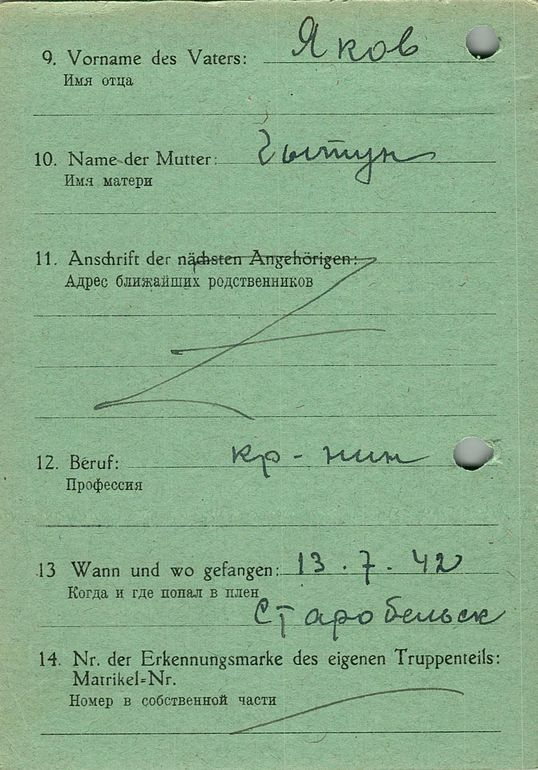 9. Vorname des Vaters: Яков
Имя отца
10. Name der Mutter:
Имя матери
11. Anschrift der nächsten Angehörigen:
Адрес ближайших родственников
12. Beruf: кр-нин
Профессия
13 Wann und wo gefangen: 13.7.42
Когда и где попал в плен
Старобельск
14. Nr. der Erkennungsmarke des eigenen Truppenteils:
Matrikel-Nr.
Номер в собственной части